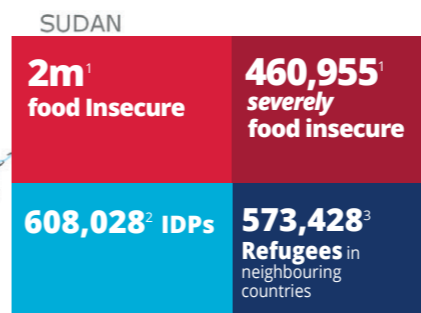 SUDAN
2m¹
food Insecure
460,955¹
severely
food insecure
608,028² IDPs
573,428³
Refugees in
neighbouring
countries